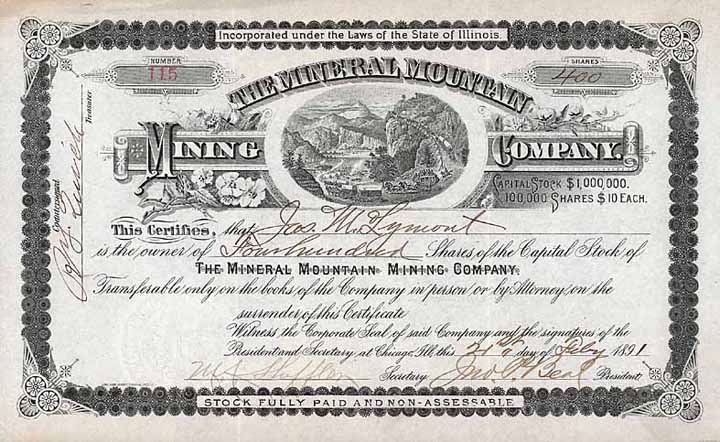 Incorporated under the Laws of the State of Illinois.
NUMBER
115
SHARES
400
THE MINERAL MOUNTAIN
MINING COMPANY.
CAPITAL STOCK $1,000,000.
100,000 SHARES $10 EACH.
Countersigned
Treasurer
This Certifies, that Jas. M. Lymont
is the owner of Four hundred Shares of the Capital Stock of
THE MINERAL MOUNTAIN MINING COMPANY.
Transferable only on the books of the Company in person or by Attorney on the
surrender of this Certificate
Witness the Corporate Seal of said Company and the signatures of the
President and Secretary at Chicago, Ill, this 21st day of Feby 1891.
Secretary. Jno. Beal President
STOCK FULLY PAID AND NON-ASSESSABLE